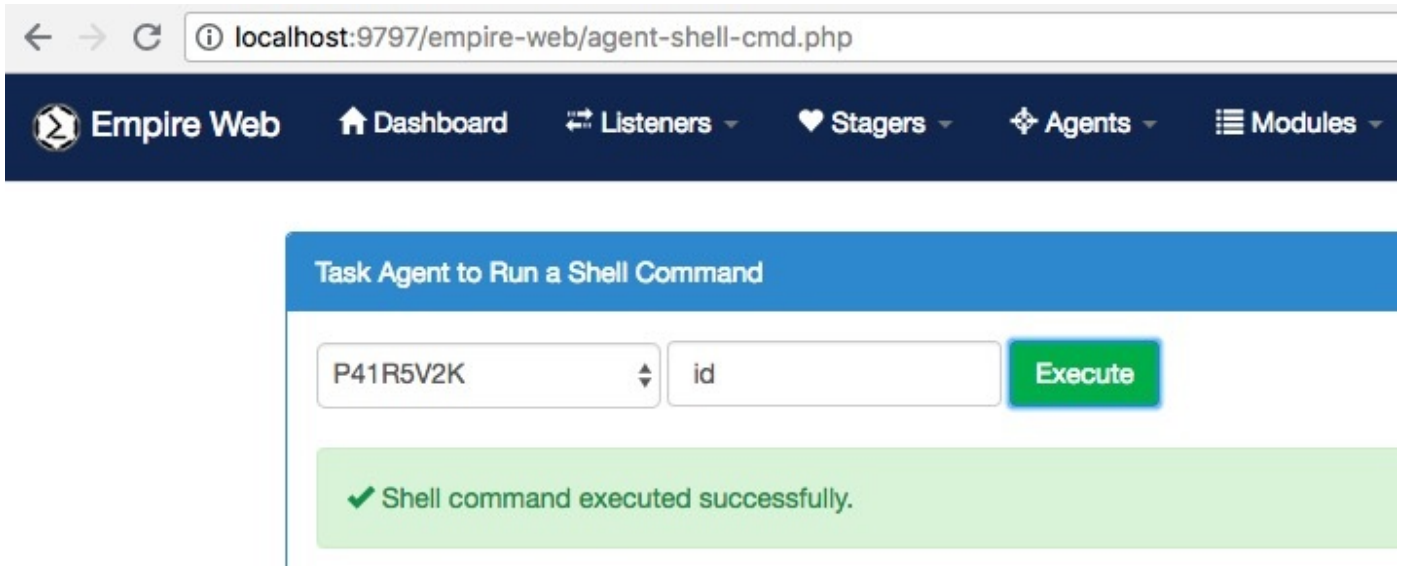 localhost:9797/empire-web/agent-shell-cmd.php
Empire Web Dashboard Listeners Stagers Agents Modules
Task Agent to Run a Shell Command
P41R5V2K id Execute
Shell command executed successfully.